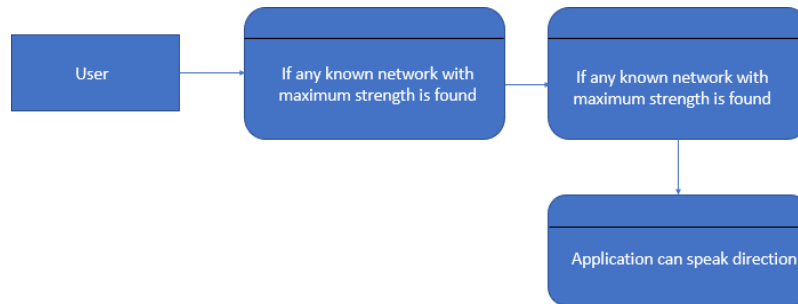 User
If any known network with
maximum strength is found
If any known network with
maximum strength is found
Application can speak direction